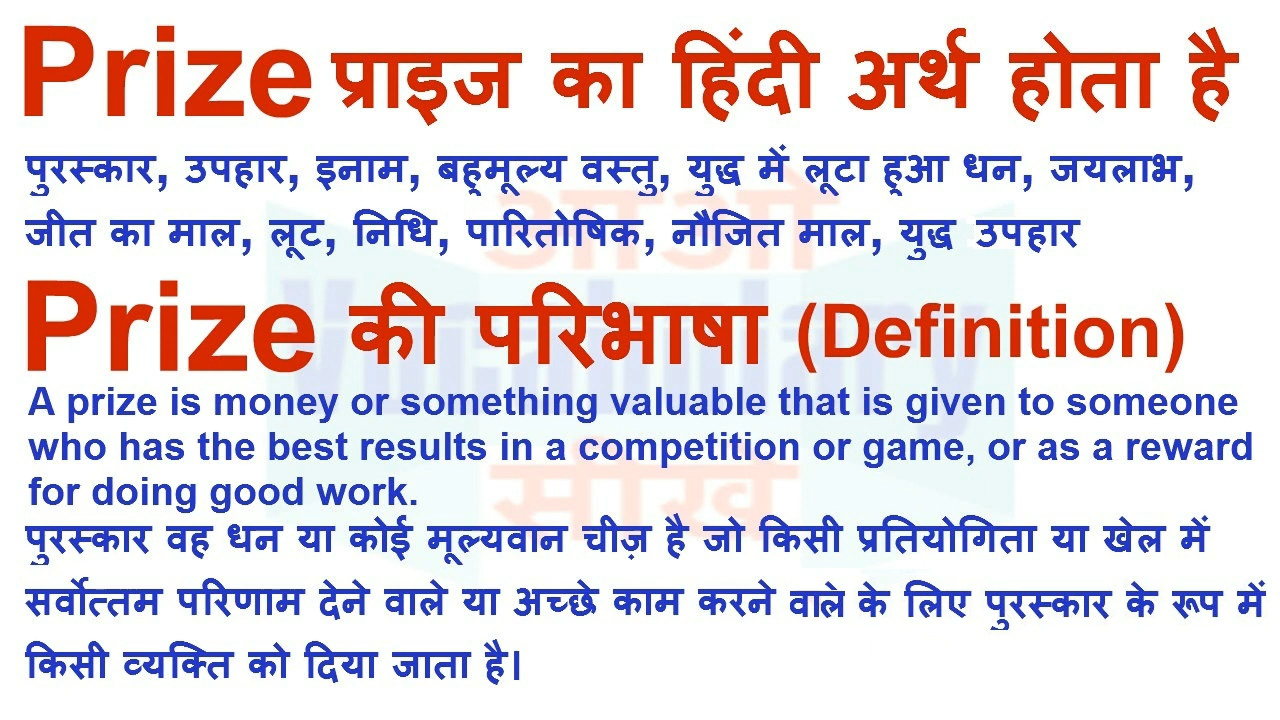 Prize प्राइज का हिंदी अर्थ होता है
पुरस्कार, उपहार, इनाम, बहुमूल्य वस्तु, युद्ध में लूटा हुआ धन, जयलाभ,
जीत का माल, लूट, निधि, पारितोषिक, नौजित माल, युद्ध उपहार
Prize की परिभाषा (Definition)
A prize is money or something valuable that is given to someone
who has the best results in a competition or game, or as a reward
for doing good work.
पुरस्कार वह धन या कोई मूल्यवान चीज़ है जो किसी प्रतियोगिता या खेल में
सर्वोत्तम परिणाम देने वाले या अच्छे काम करने वाले के लिए पुरस्कार के रूप में
किसी व्यक्ति को दिया जाता है।
आओ
Vocabulary
सीखें